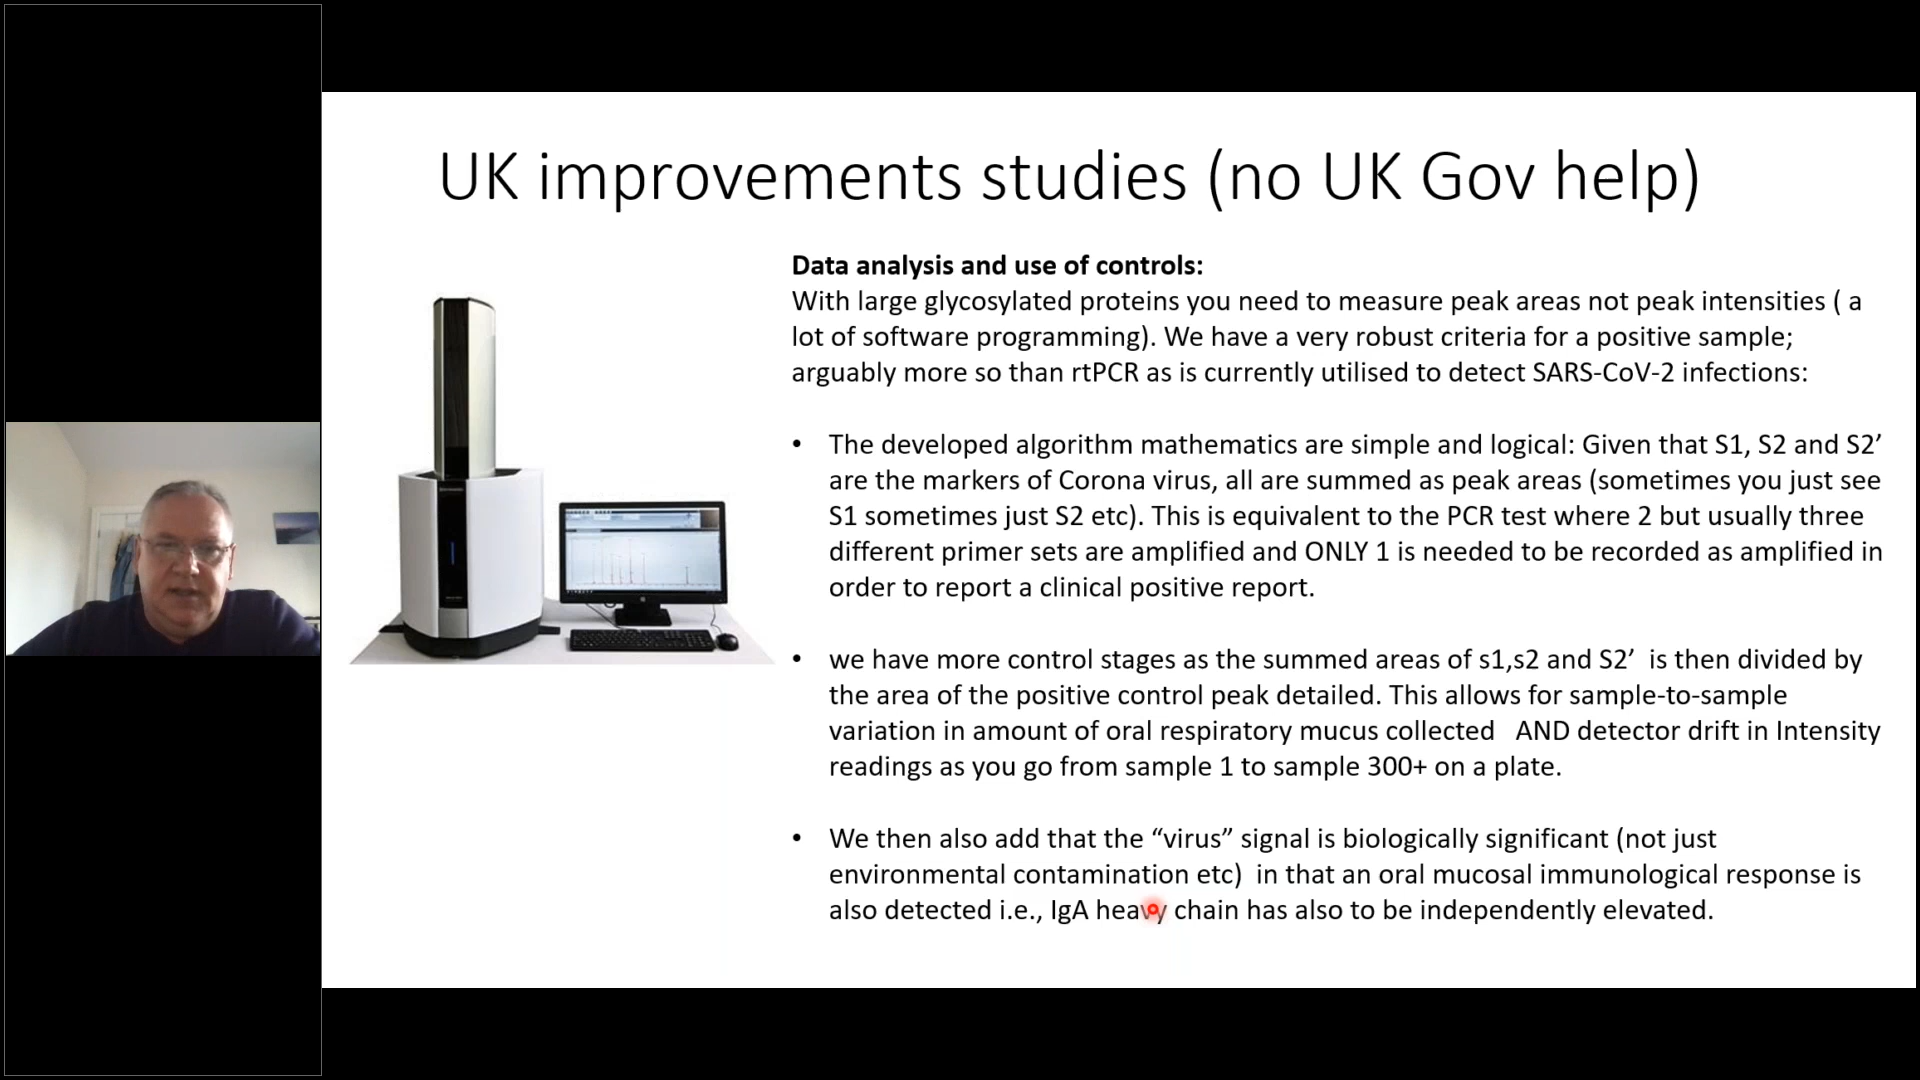 UK improvements studies (no UK Gov help)
Data analysis and use of controls:
With large glycosylated proteins you need to measure peak areas not peak intensities ( a
lot of software programming). We have a very robust criteria for a positive sample;
arguably more so than rtPCR as is currently utilised to detect SARS-CoV-2 infections:
• The developed algorithm mathematics are simple and logical: Given that S1, S2 and S2’
are the markers of Corona virus, all are summed as peak areas (sometimes you just see
S1 sometimes just S2 etc). This is equivalent to the PCR test where 2 but usually three
different primer sets are amplified and ONLY 1 is needed to be recorded as amplified in
order to report a clinical positive report.
• we have more control stages as the summed areas of s1,s2 and S2’ is then divided by
the area of the positive control peak detailed. This allows for sample-to-sample
variation in amount of oral respiratory mucus collected AND detector drift in Intensity
readings as you go from sample 1 to sample 300+ on a plate.
• We then also add that the “virus” signal is biologically significant (not just
environmental contamination etc) in that an oral mucosal immunological response is
also detected i.e., IgA heavy chain has also to be independently elevated.